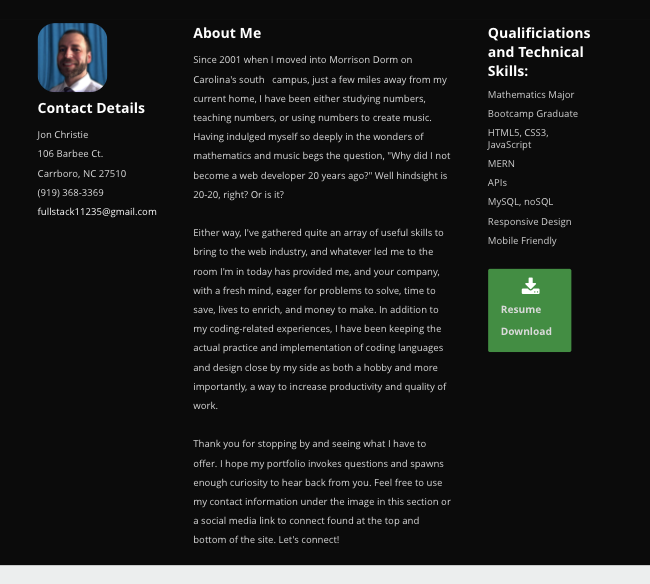 Contact Details
Jon Christie
106 Barbee Ct.
Carrboro, NC 27510
(919) 368-3369
fullstack11235@gmail.com
About Me
Since 2001 when I moved into Morrison Dorm on
Carolina's south campus, just a few miles away from my
current home, I have been either studying numbers,
teaching numbers, or using numbers to create music.
Having indulged myself so deeply in the wonders of
mathematics and music begs the question, "Why did I not
become a web developer 20 years ago?" Well hindsight is
20-20, right? Or is it?
Either way, I've gathered quite an array of useful skills to
bring to the web industry, and whatever led me to the
room I'm in today has provided me, and your company,
with a fresh mind, eager for problems to solve, time to
save, lives to enrich, and money to make. In addition to
my coding-related experiences, I have been keeping the
actual practice and implementation of coding languages
and design close by my side as both a hobby and more
importantly, a way to increase productivity and quality of
work.
Thank you for stopping by and seeing what I have to
offer. I hope my portfolio invokes questions and spawns
enough curiosity to hear back from you. Feel free to use
my contact information under the image in this section or
a social media link to connect found at the top and
bottom of the site. Let's connect!
Qualificiations
and Technical
Skills:
Mathematics Major
Bootcamp Graduate
HTML5, CSS3,
JavaScript
MERN
APIs
MySQL, noSQL
Responsive Design
Mobile Friendly
Resume
Download